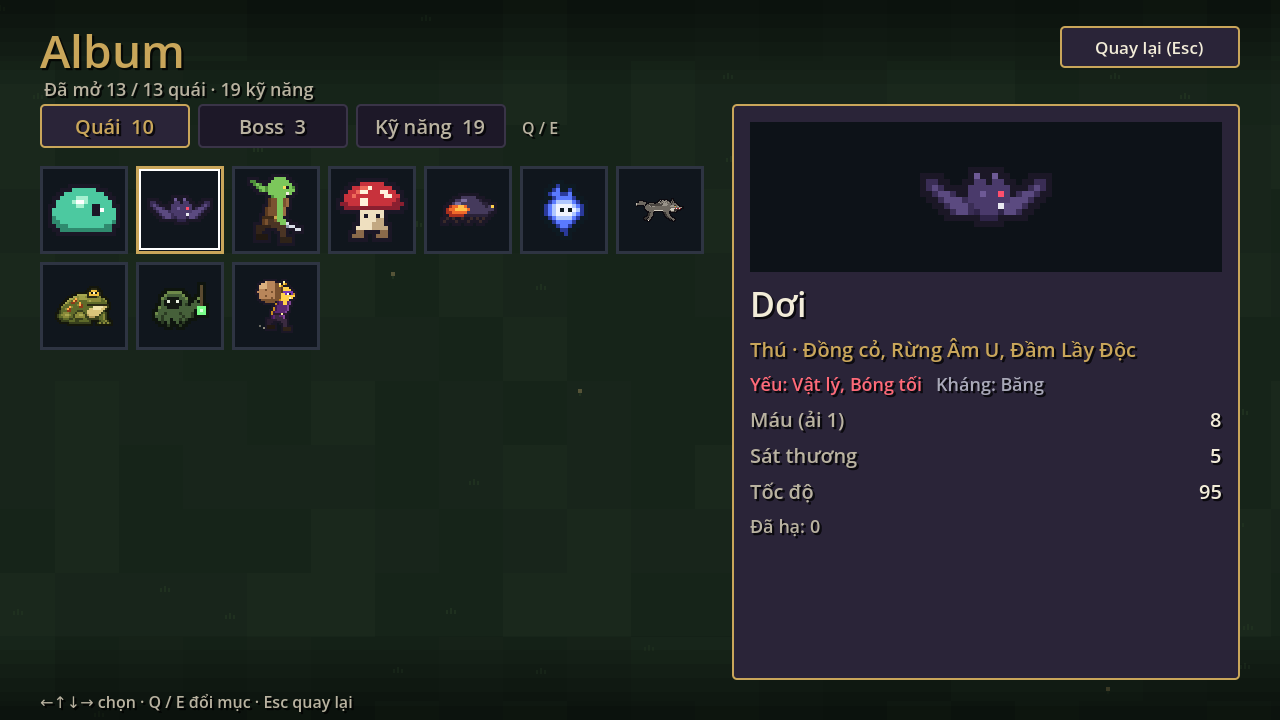 Album
Quay lại (Esc)
Đã mở 13 / 13 quái · 19 kỹ năng
Quái 10
Boss 3
Kỹ năng 19
Q / E
Dơi
Thú · Đồng cỏ, Rừng Âm U, Đầm Lầy Độc
Yếu: Vật lý, Bóng tối Kháng: Băng
Máu (ải 1) 8
Sát thương 5
Tốc độ 95
Đã hạ: 0
←↑↓→ chọn · Q / E đổi mục · Esc quay lại